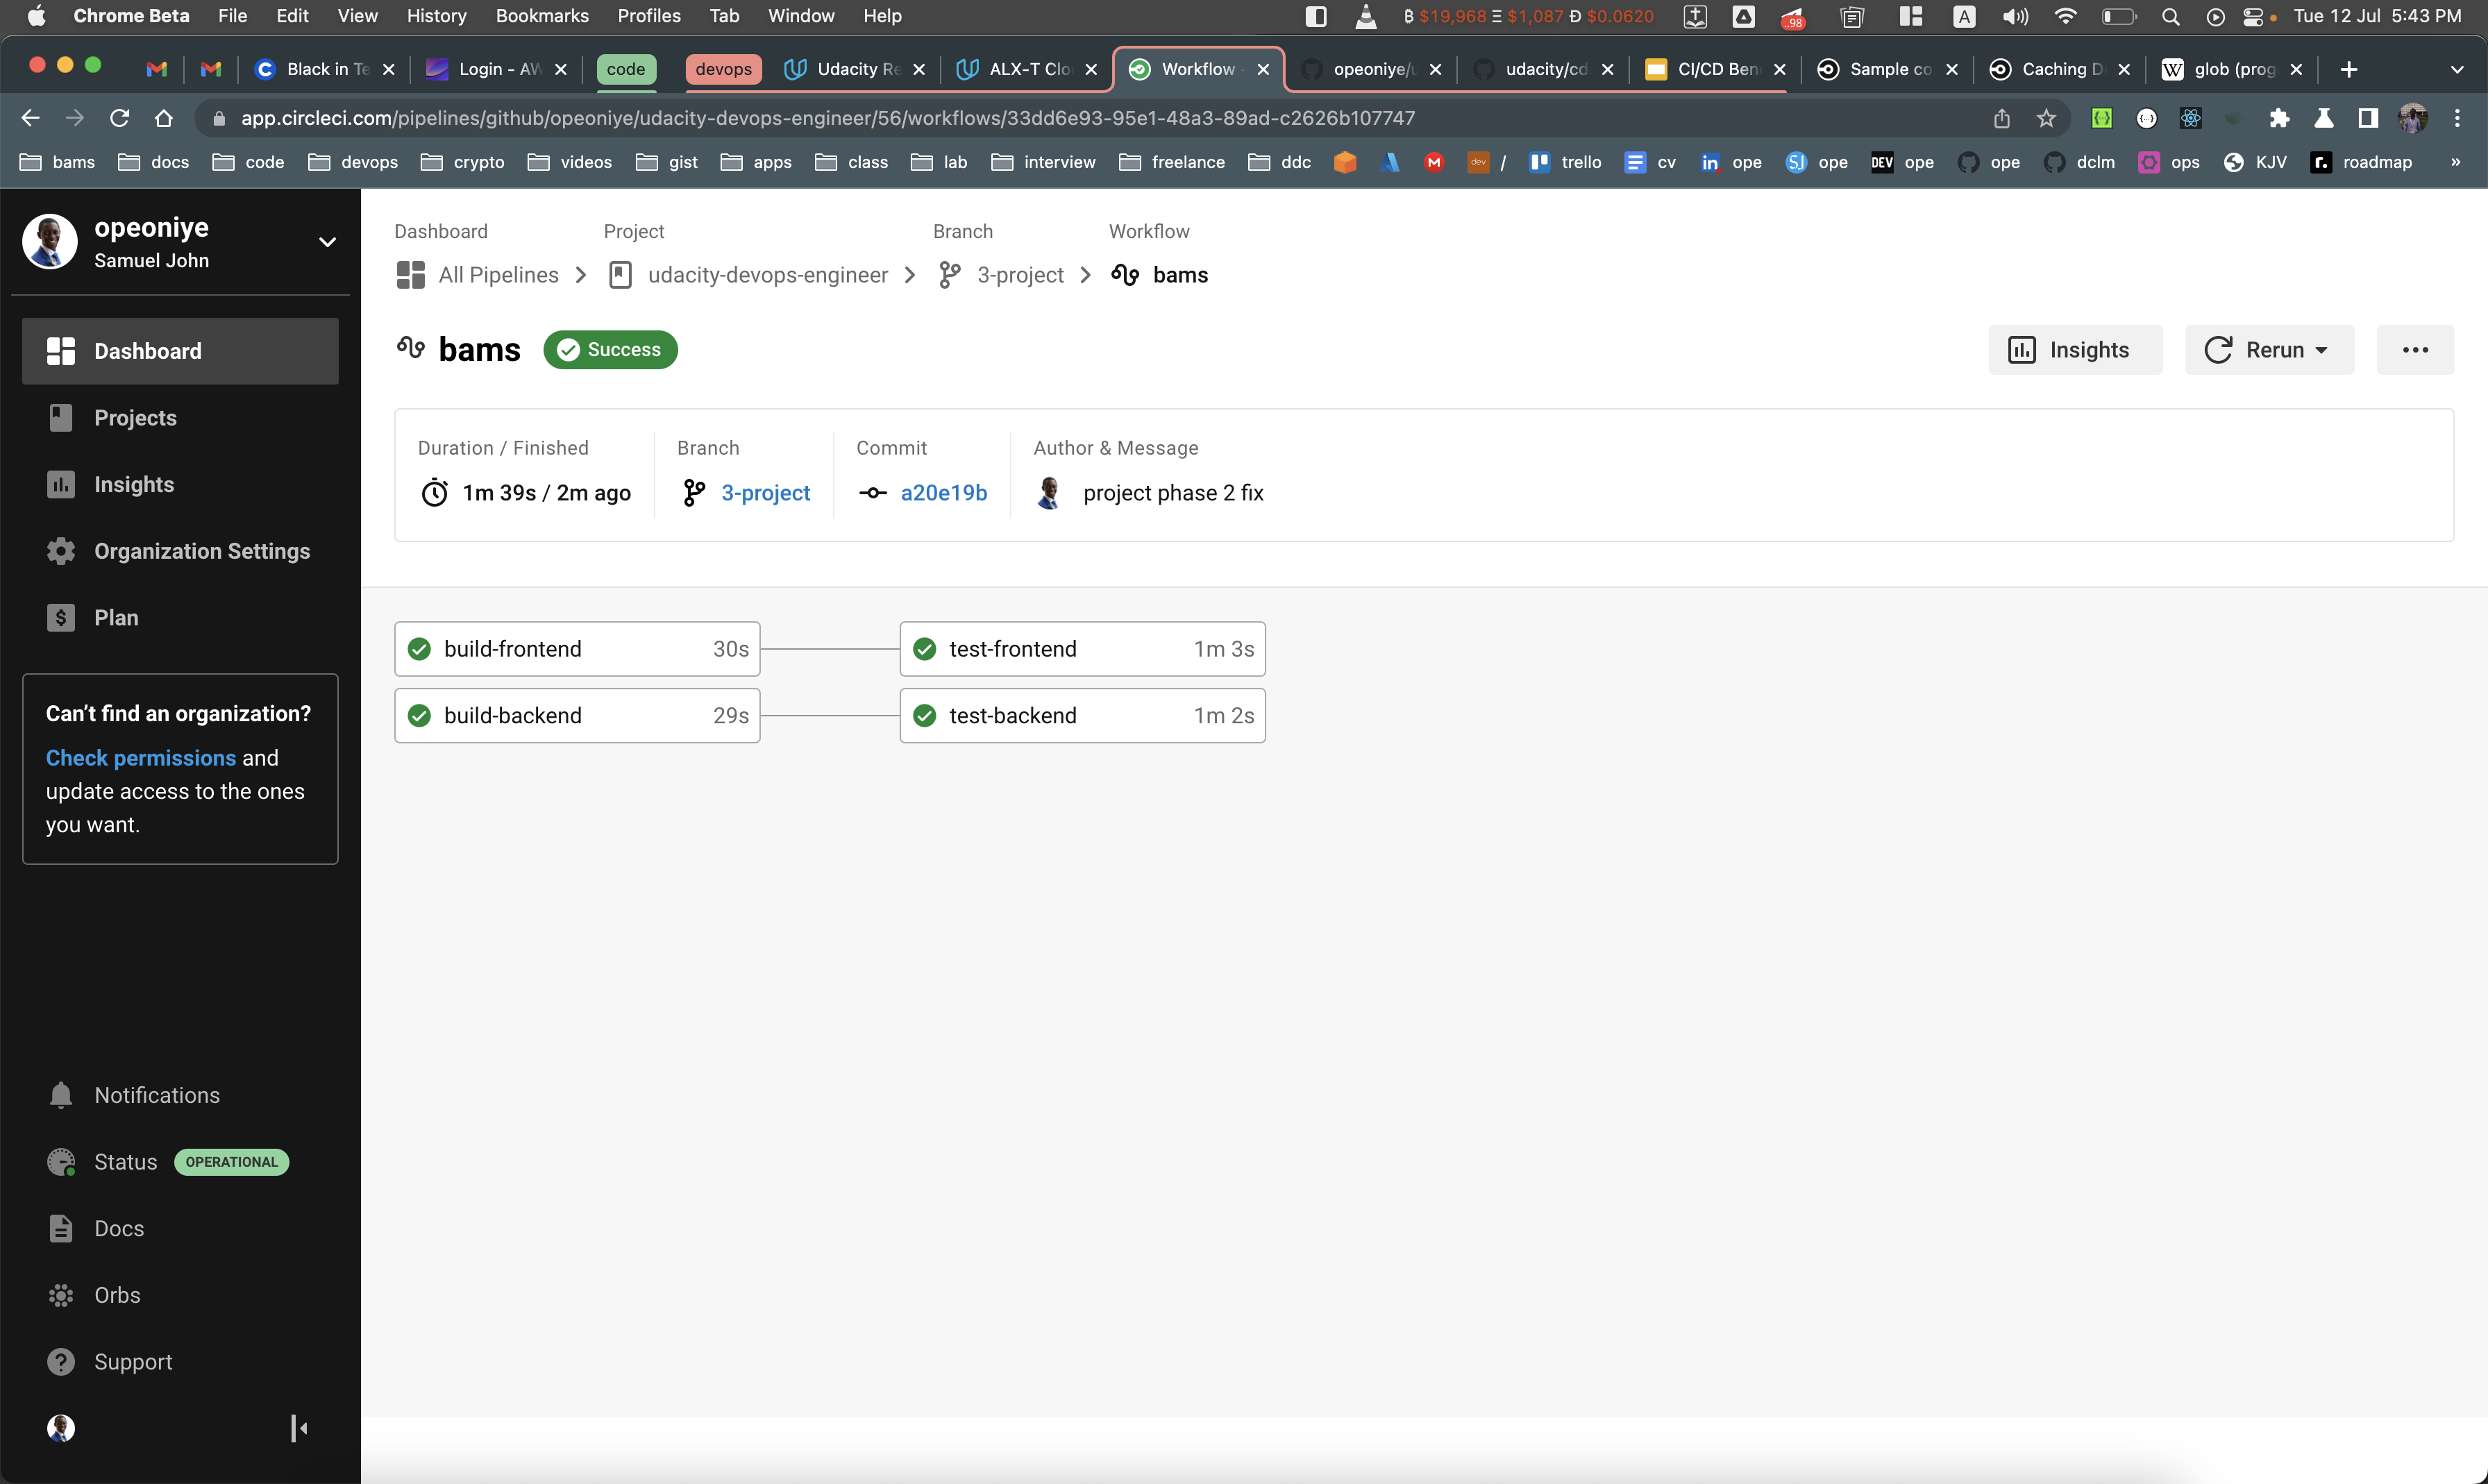 Chrome Beta File Edit View History Bookmarks Profiles Tab Window Help ₿ $19,968 Ξ $1,087 Ð $0.0620 ..98 A Tue 12 Jul 5:43 PM
Black in Te Login - AW code devops Udacity Re ALX-T Clo Workflow - opeoniye/u udacity/cd CI/CD Ben Sample co Caching D glob (prog
app.circleci.com/pipelines/github/opeoniye/udacity-devops-engineer/56/workflows/33dd6e93-95e1-48a3-89ad-c2626b107747
bams docs code devops crypto videos gist apps class lab interview freelance ddc dev / trello cv in ope SJ ope DEV ope ope dclm ops KJV r. roadmap »
opeoniye
Samuel John
Dashboard
Projects
Insights
Organization Settings
Plan
Can’t find an organization?
Check permissions and
update access to the ones
you want.
Notifications
Status OPERATIONAL
Docs
Orbs
Support
Dashboard Project Branch Workflow
All Pipelines udacity-devops-engineer 3-project bams
bams Success Insights Rerun
Duration / Finished Branch Commit Author & Message
1m 39s / 2m ago 3-project a20e19b project phase 2 fix
build-frontend 30s test-frontend 1m 3s
build-backend 29s test-backend 1m 2s